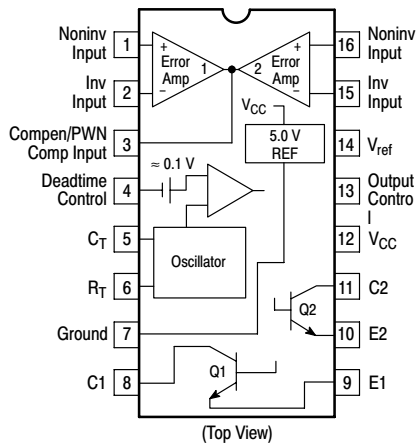 Noninv
Input
1
+
Error
Amp
1
–
Inv
Input
2
Compen/PWN
Comp Input
3
≈ 0.1 V
Deadtime
Control
4
CT
5
Oscillator
RT
6
Ground
7
C1
8
Q1
+
2
Error
Amp
–
VCC
5.0 V
REF
Q2
16
Noninv
Input
15
Inv
Input
14
Vref
13
Output
Contro
l
12
VCC
11
C2
10
E2
9
E1
(Top View)